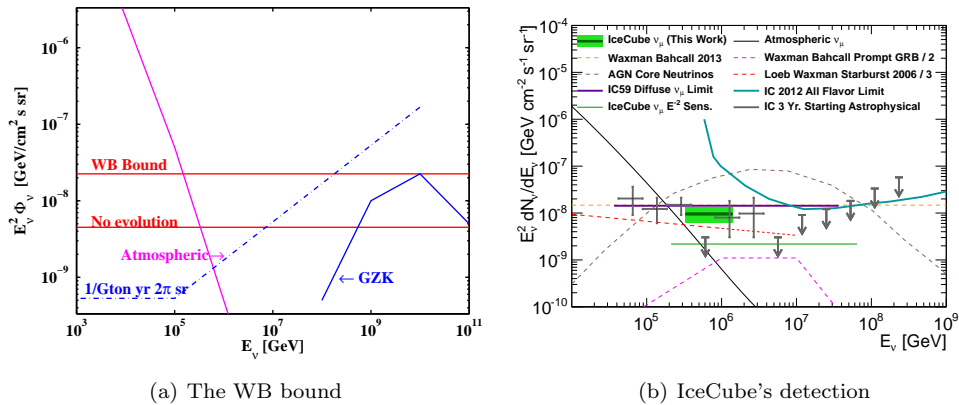 10^-6
10^-7
10^-8
10^-9
E_ν^2 Φ_ν [GeV/cm^2 s sr]
WB Bound
No evolution
Atmospheric →
1/Gton yr 2π sr
← GZK
10^3 10^5 10^7 10^9 10^11
E_ν [GeV]
(a) The WB bound
E_ν^2 dN_ν/dE_ν [GeV cm^-2 s^-1 sr^-1]
10^-4
10^-5
10^-6
10^-7
10^-8
10^-9
10^-10
IceCube ν_μ (This Work)
Waxman Bahcall 2013
AGN Core Neutrinos
IC59 Diffuse ν_μ Limit
IceCube ν_μ E^-2 Sens.
Atmospheric ν_μ
Waxman Bahcall Prompt GRB / 2
Loeb Waxman Starburst 2006 / 3
IC 2012 All Flavor Limit
IC 3 Yr. Starting Astrophysical
10^5 10^6 10^7 10^8 10^9
E_ν [GeV]
(b) IceCube's detection